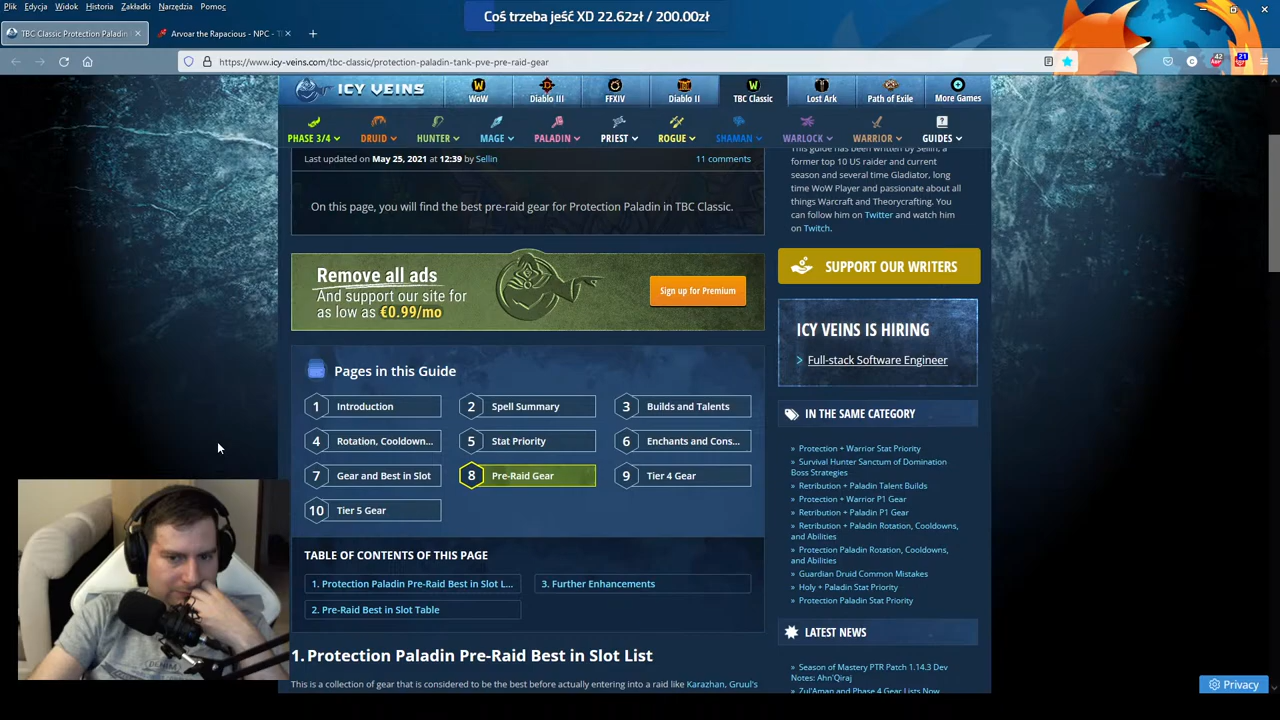 Plik Edycja Widok Historia Zakładki Narzędzia Pomoc
Coś trzeba jeść XD 22.62zł / 200.00zł
TBC Classic Protection Paladin
Arvoar the Rapacious - NPC - T
https://www.icy-veins.com/tbc-classic/protection-paladin-tank-pve-pre-raid-gear
42 21
ICY VEINS WoW Diablo III FFXIV Diablo II TBC Classic Lost Ark Path of Exile More Games
PHASE 3/4 DRUID HUNTER MAGE PALADIN PRIEST ROGUE SHAMAN WARLOCK WARRIOR GUIDES
Last updated on May 25, 2021 at 12:39 by Sellin 11 comments
On this page, you will find the best pre-raid gear for Protection Paladin in TBC Classic.
Remove all ads
And support our site for
as low as €0.99/mo
Sign up for Premium
Pages in this Guide
1 Introduction
2 Spell Summary
3 Builds and Talents
4 Rotation, Cooldown...
5 Stat Priority
6 Enchants and Cons...
7 Gear and Best in Slot
8 Pre-Raid Gear
9 Tier 4 Gear
10 Tier 5 Gear
TABLE OF CONTENTS OF THIS PAGE
1. Protection Paladin Pre-Raid Best in Slot L...
3. Further Enhancements
2. Pre-Raid Best in Slot Table
1. Protection Paladin Pre-Raid Best in Slot List
This is a collection of gear that is considered to be the best before actually entering into a raid like Karazhan, Gruul's
This guide has been written by Sellin, a
former top 10 US raider and current
season and several time Gladiator, long
time WoW Player and passionate about all
things Warcraft and Theorycrafting. You
can follow him on Twitter and watch him
on Twitch.
SUPPORT OUR WRITERS
ICY VEINS IS HIRING
> Full-stack Software Engineer
IN THE SAME CATEGORY
» Protection + Warrior Stat Priority
» Survival Hunter Sanctum of Domination
Boss Strategies
» Retribution + Paladin Talent Builds
» Protection + Warrior P1 Gear
» Retribution + Paladin P1 Gear
» Retribution + Paladin Rotation, Cooldowns,
and Abilities
» Protection Paladin Rotation, Cooldowns,
and Abilities
» Guardian Druid Common Mistakes
» Holy + Paladin Stat Priority
» Protection Paladin Stat Priority
LATEST NEWS
» Season of Mastery PTR Patch 1.14.3 Dev
Notes: Ahn'Qiraj
» Zul'Aman and Phase 4 Gear Lists Now
Privacy